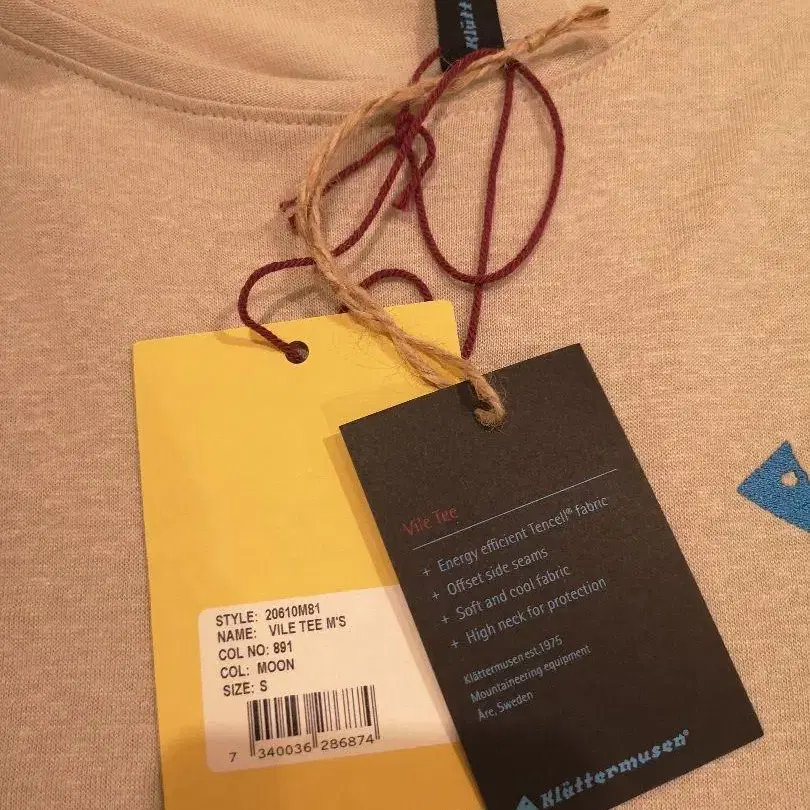 STYLE: 20610M81
NAME: VILE TEE M'S
COL NO: 891
COL: MOON
SIZE: S
7 340036 286874
Vile Tee
+ Energy efficient Tencel® fabric
+ Offset side seams
+ Soft and cool fabric
+ High neck for protection
Klättermusen est.1975
Mountaineering equipment
Åre, Sweden
Klättermusen®